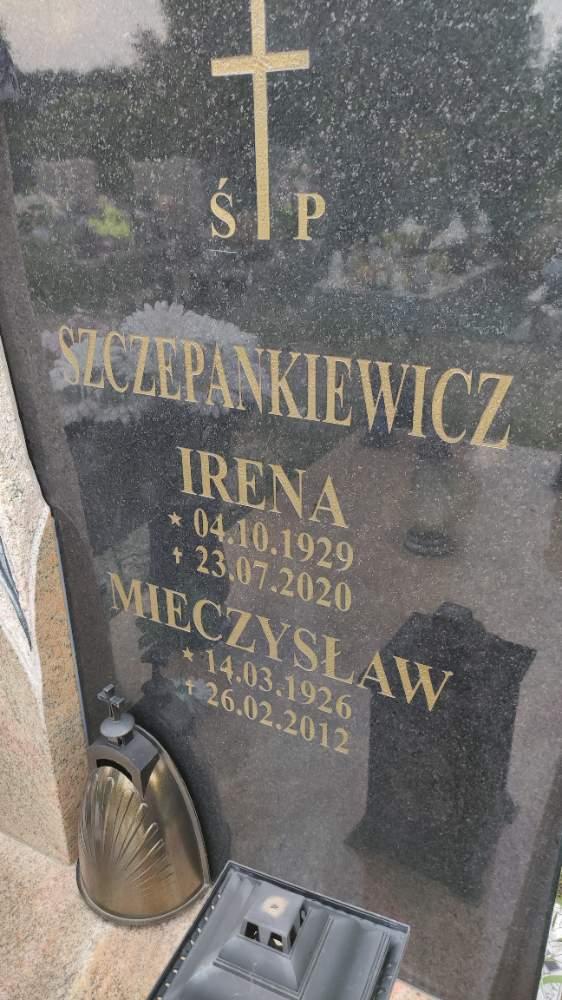 Ś P
SZCZEPANKIEWICZ
IRENA
★ 04.10.1929
✝ 23.07.2020
MIECZYSŁAW
★ 14.03.1926
✝ 26.02.2012